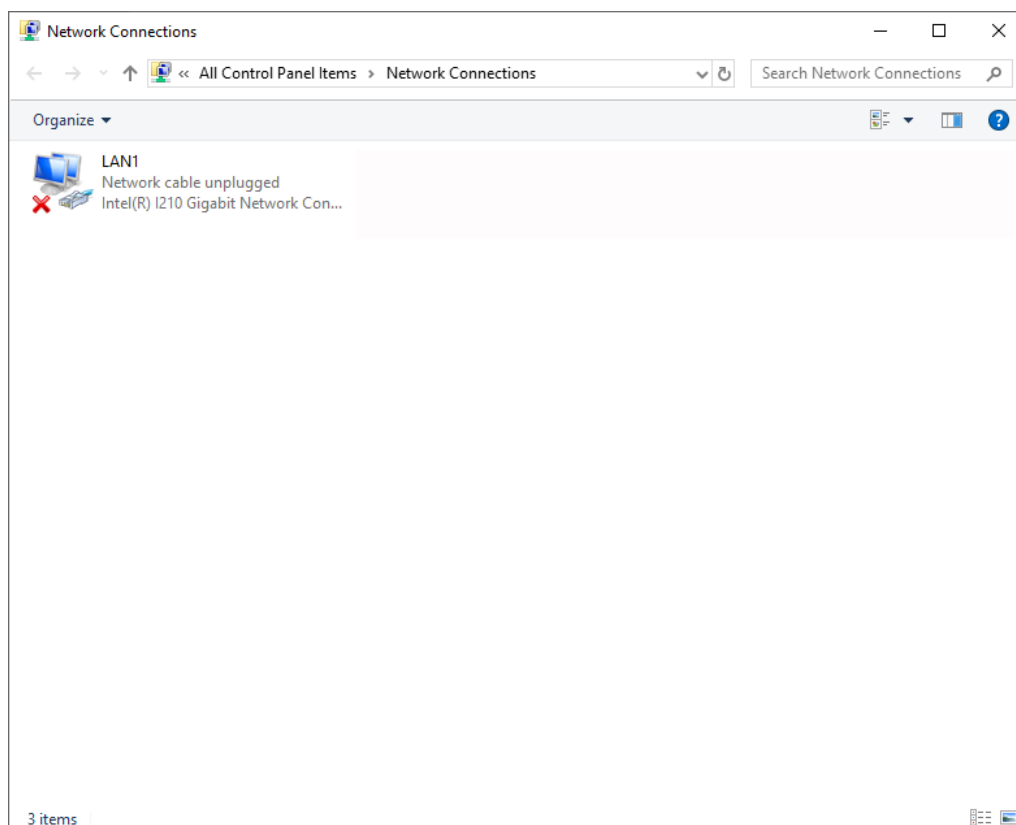 Network Connections
« All Control Panel Items › Network Connections
Search Network Connections
Organize
LAN1
Network cable unplugged
Intel(R) I210 Gigabit Network Con...
3 items